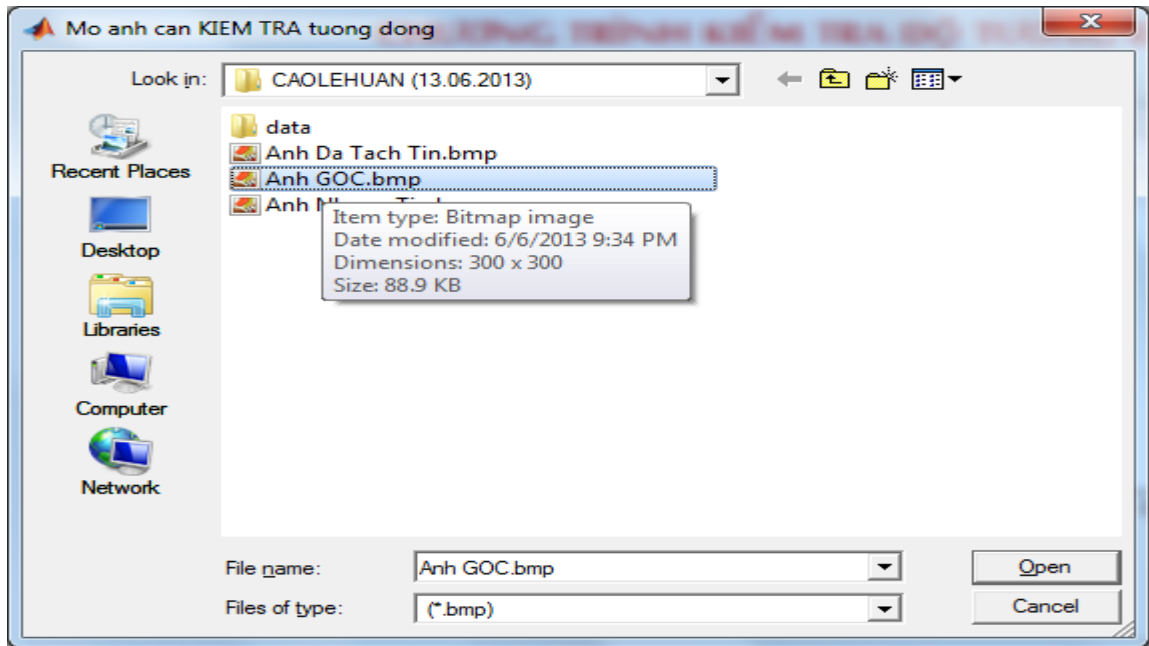 Mo anh can KIEM TRA tuong dong
Look in:
CAOLEHUAN (13.06.2013)
Recent Places
Desktop
Libraries
Computer
Network
data
Anh Da Tach Tin.bmp
Anh GOC.bmp
Anh
Item type: Bitmap image
Date modified: 6/6/2013 9:34 PM
Dimensions: 300 x 300
Size: 88.9 KB
File name:
Anh GOC.bmp
Open
Files of type:
(*.bmp)
Cancel